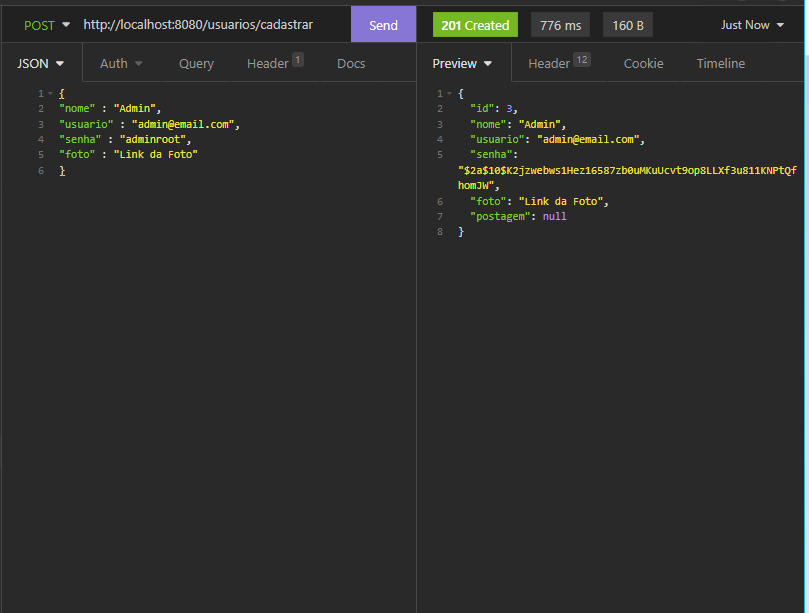 POST http://localhost:8080/usuarios/cadastrar Send
201 Created 776 ms 160 B Just Now
JSON Auth Query Header 1 Docs
Preview Header 12 Cookie Timeline
1 {
2 "nome" : "Admin",
3 "usuario" : "admin@email.com",
4 "senha" : "adminroot",
5 "foto" : "Link da Foto"
6 }
1 {
2 "id": 3,
3 "nome": "Admin",
4 "usuario": "admin@email.com",
5 "senha":
"$2a$10$K2jzwebws1Hez16587zb0uMKuUcvt9op8LLXf3u811KNPtQf
homJW",
6 "foto": "Link da Foto",
7 "postagem": null
8 }